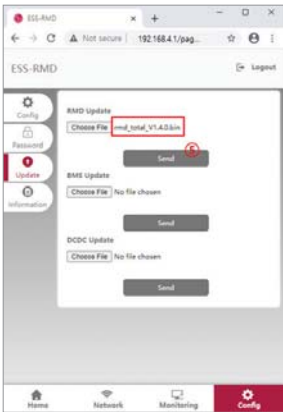 ESS-RMD
Not secure | 192.168.4.1/pag...
ESS-RMD
Logout
Config
Password
Update
Information
RMD Update
Choose File rmd_total_V1.4.0.bin
⑤
Send
BMS Update
Choose File No file chosen
Send
DCDC Update
Choose File No file chosen
Send
Home
Network
Monitoring
Config